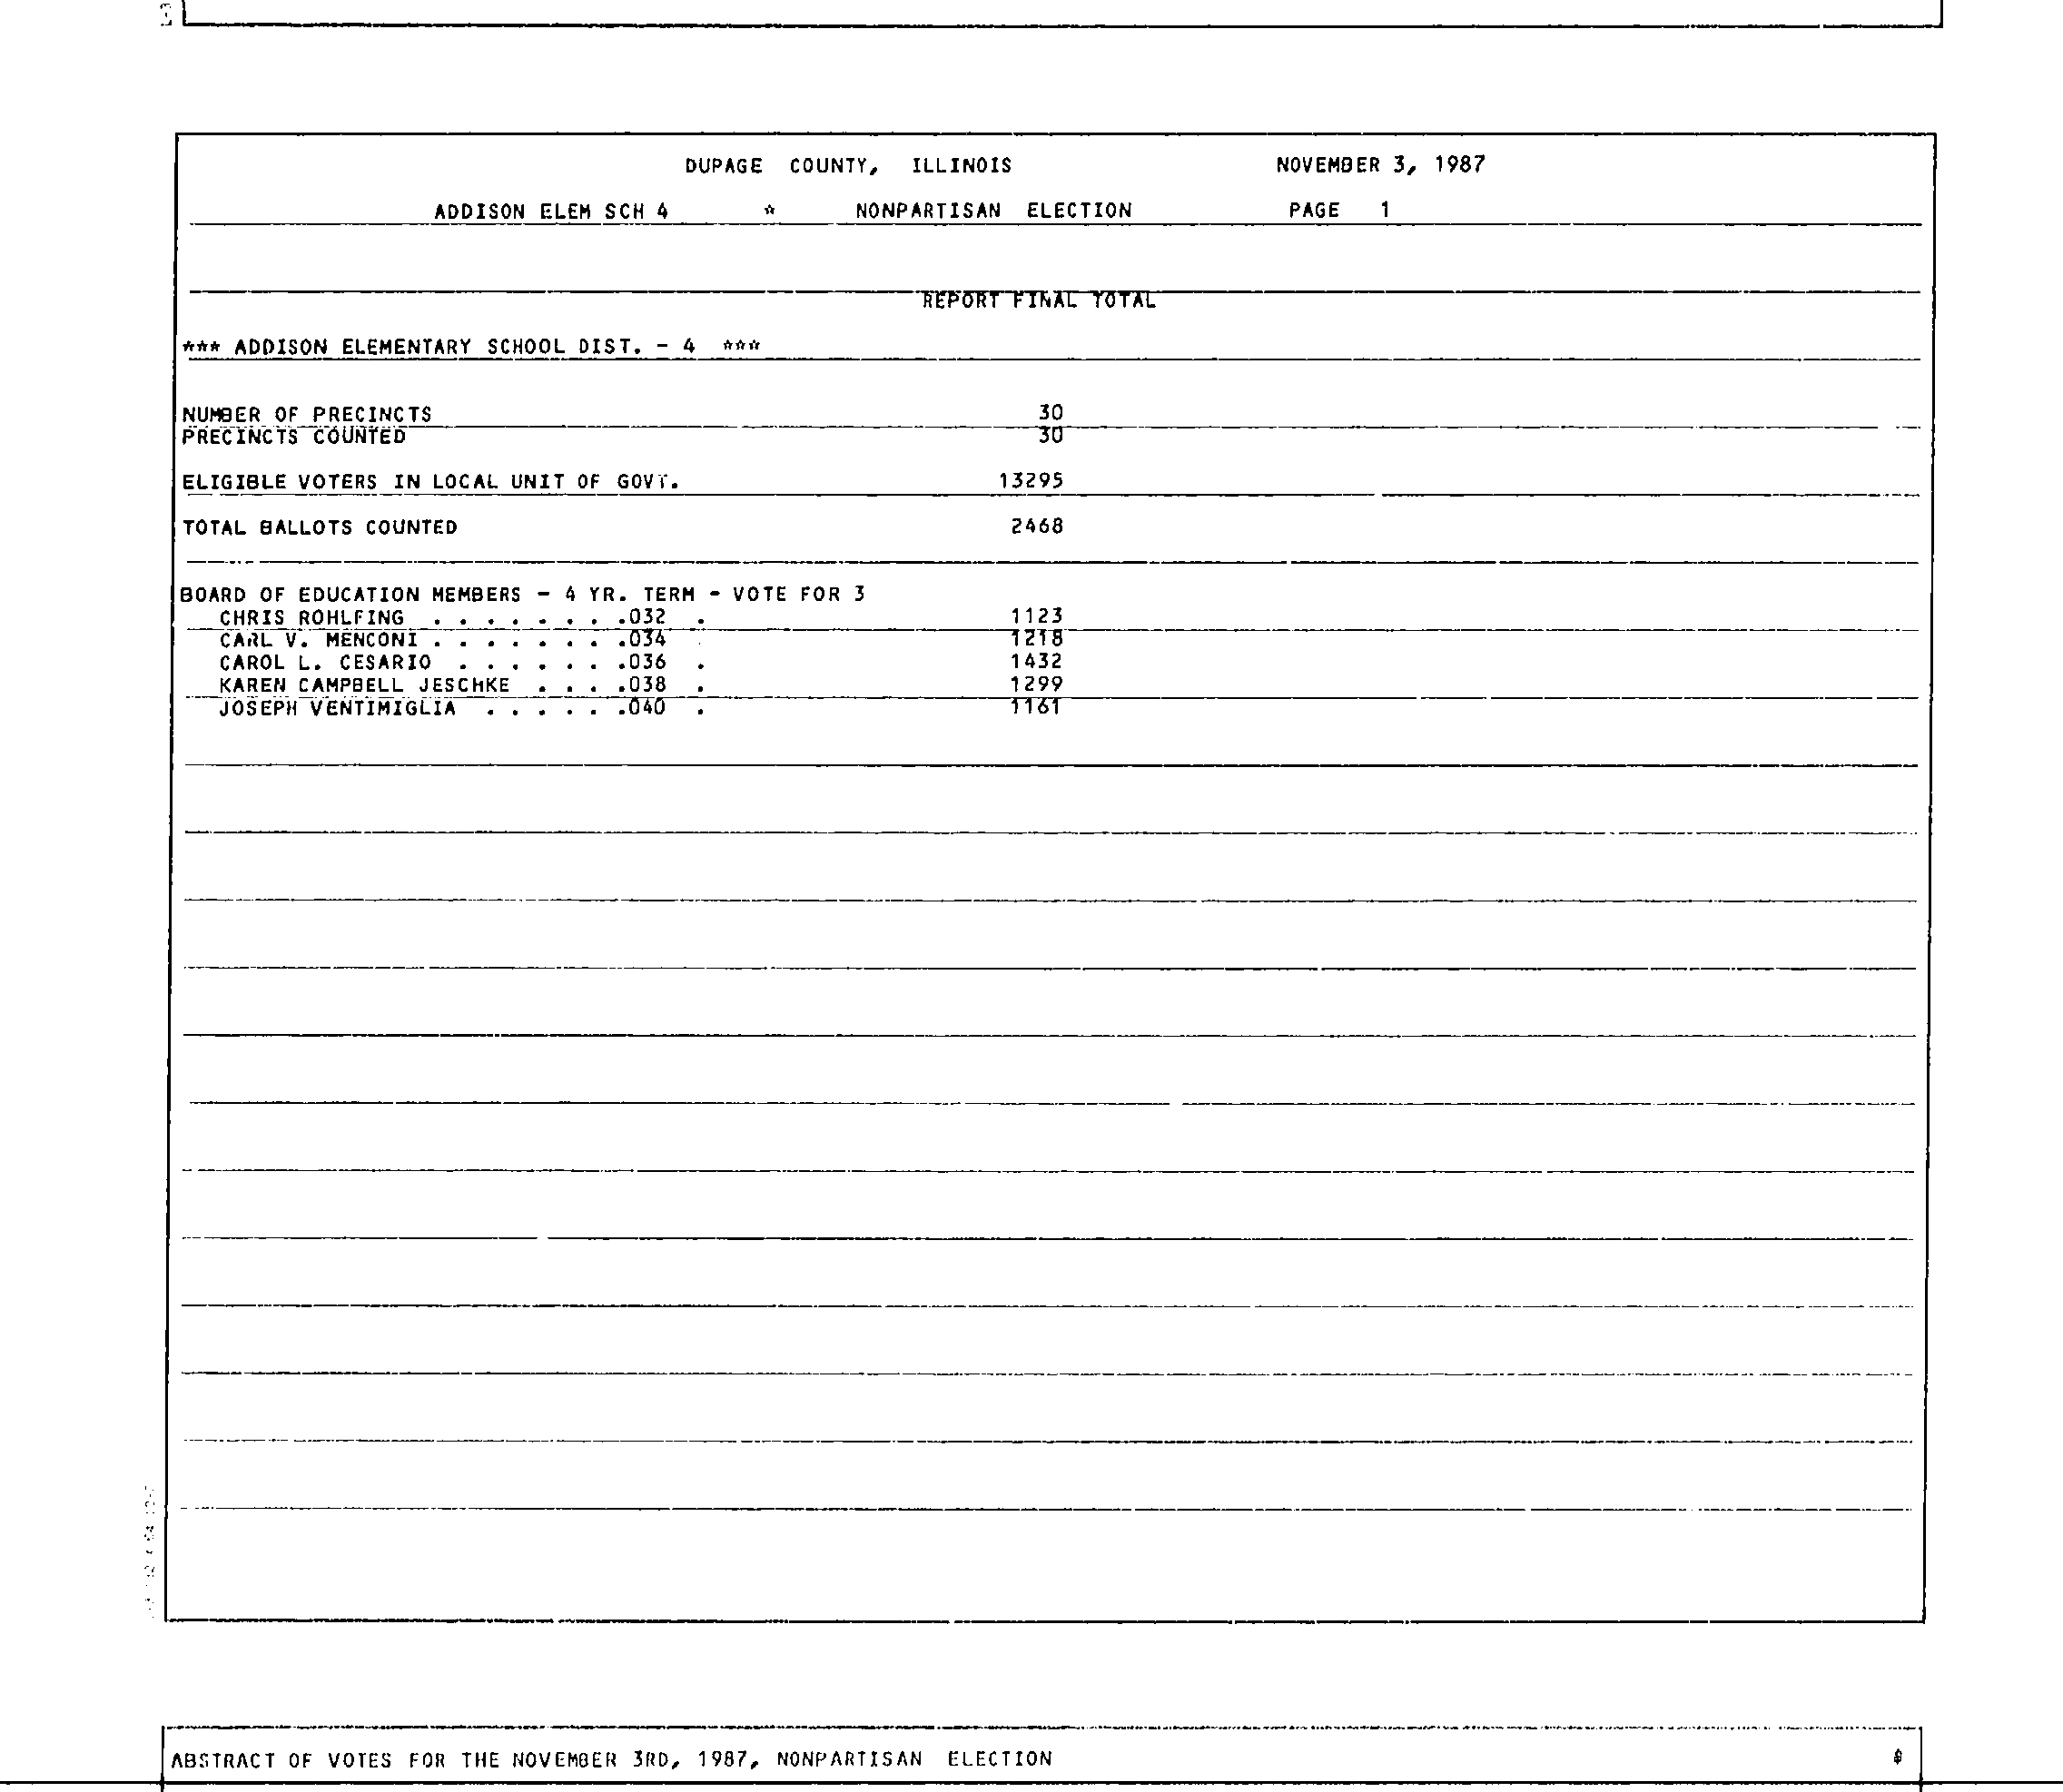 DUPAGE COUNTY, ILLINOIS NOVEMBER 3, 1987
ADDISON ELEM SCH 4 * NONPARTISAN ELECTION PAGE 1
REPORT FINAL TOTAL
*** ADDISON ELEMENTARY SCHOOL DIST. - 4 ***
NUMBER OF PRECINCTS 30
PRECINCTS COUNTED 30
ELIGIBLE VOTERS IN LOCAL UNIT OF GOVT. 13295
TOTAL BALLOTS COUNTED 2468
BOARD OF EDUCATION MEMBERS - 4 YR. TERM - VOTE FOR 3
CHRIS ROHLFING . . . . . . . .032 . 1123
CARL V. MENCONI . . . . . . . .034 . 1218
CAROL L. CESARIO . . . . . . .036 . 1432
KAREN CAMPBELL JESCHKE . . . .038 . 1299
JOSEPH VENTIMIGLIA . . . . . .040 . 1161
ABSTRACT OF VOTES FOR THE NOVEMBER 3RD, 1987, NONPARTISAN ELECTION